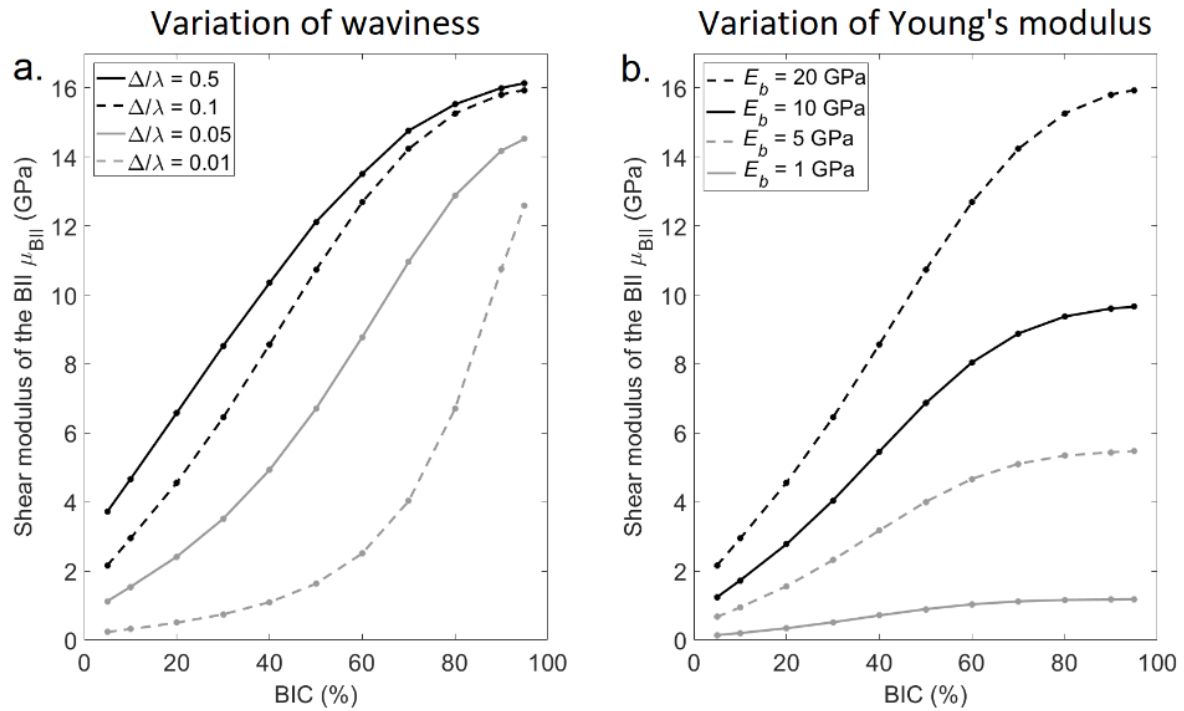 Variation of waviness
a.
Δ/λ = 0.5
Δ/λ = 0.1
Δ/λ = 0.05
Δ/λ = 0.01
Shear modulus of the BII μBII (GPa)
16
14
12
10
8
6
4
2
0
0 20 40 60 80 100
BIC (%)
Variation of Young's modulus
b.
Eb = 20 GPa
Eb = 10 GPa
Eb = 5 GPa
Eb = 1 GPa
Shear modulus of the BII μBII (GPa)
16
14
12
10
8
6
4
2
0
0 20 40 60 80 100
BIC (%)